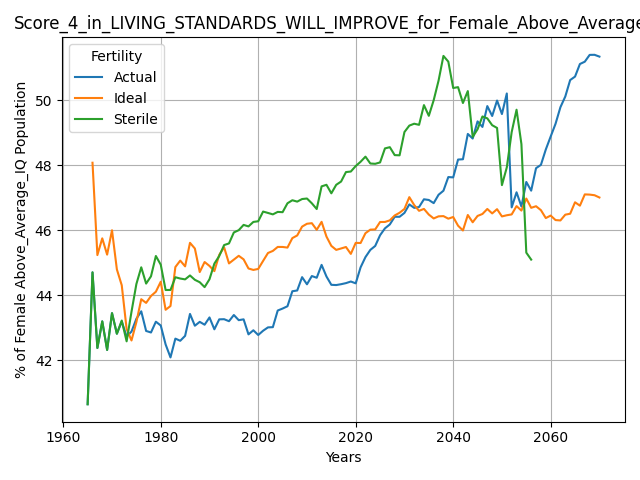 Score_4_in_LIVING_STANDARDS_WILL_IMPROVE_for_Female_Above_Average
Fertility
Actual
Ideal
Sterile
% of Female Above_Average_IQ Population
50
48
46
44
42
1960
1980
2000
2020
2040
2060
Years